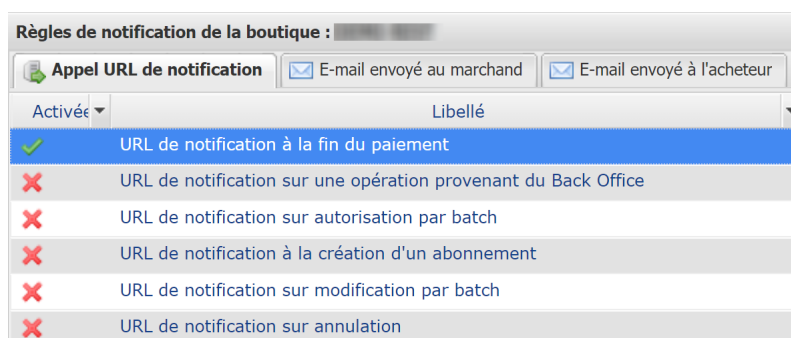 Règles de notification de la boutique :
Appel URL de notification E-mail envoyé au marchand E-mail envoyé à l'acheteur
Activée Libellé
URL de notification à la fin du paiement
URL de notification sur une opération provenant du Back Office
URL de notification sur autorisation par batch
URL de notification à la création d'un abonnement
URL de notification sur modification par batch
URL de notification sur annulation